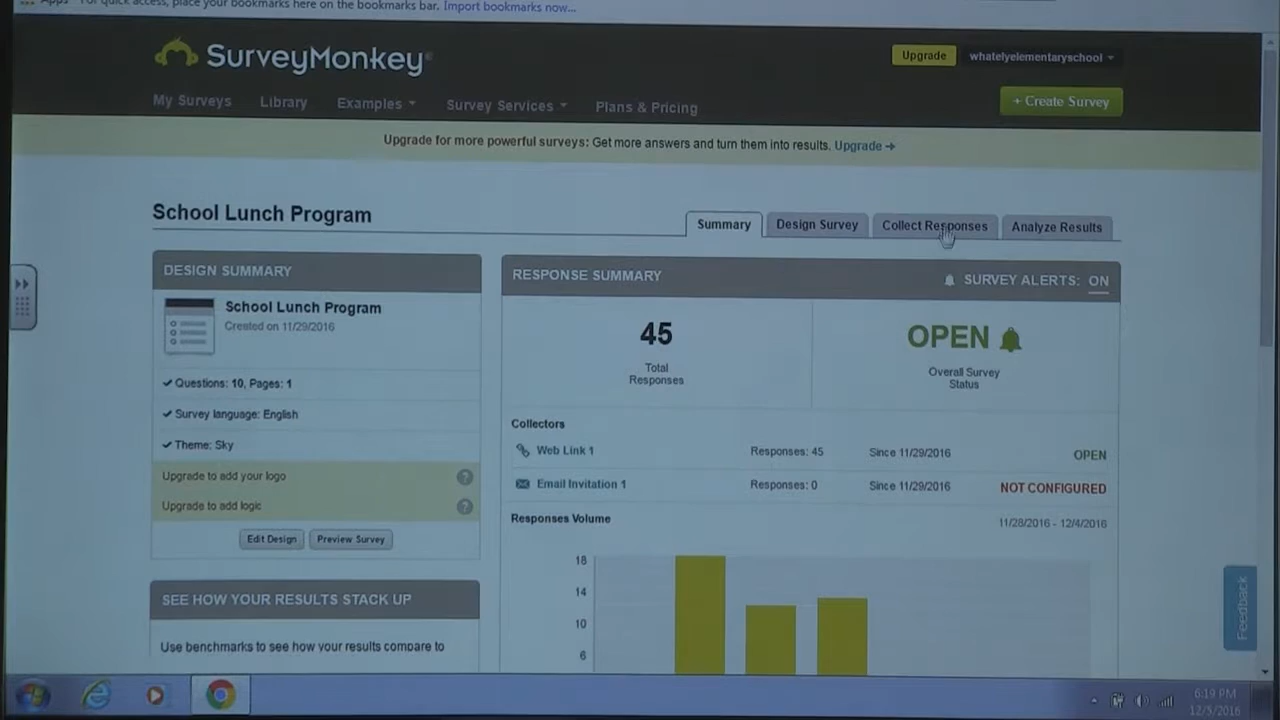 Apps For quick access, place your bookmarks here on the bookmarks bar. Import bookmarks now...
SurveyMonkey
Upgrade
whatelyelementaryschool
My Surveys
Library
Examples
Survey Services
Plans & Pricing
+ Create Survey
Upgrade for more powerful surveys: Get more answers and turn them into results. Upgrade →
School Lunch Program
Summary
Design Survey
Collect Responses
Analyze Results
DESIGN SUMMARY
School Lunch Program
Created on 11/29/2016
Questions: 10, Pages: 1
Survey language: English
Theme: Sky
Upgrade to add your logo ?
Upgrade to add logic ?
Edit Design
Preview Survey
SEE HOW YOUR RESULTS STACK UP
Use benchmarks to see how your results compare to
RESPONSE SUMMARY
SURVEY ALERTS: ON
45
Total
Responses
OPEN
Overall Survey
Status
Collectors
Web Link 1 Responses: 45 Since 11/29/2016 OPEN
Email Invitation 1 Responses: 0 Since 11/29/2016 NOT CONFIGURED
Responses Volume 11/28/2016 - 12/4/2016
18
14
10
6
Feedback
6:19 PM
12/5/2016